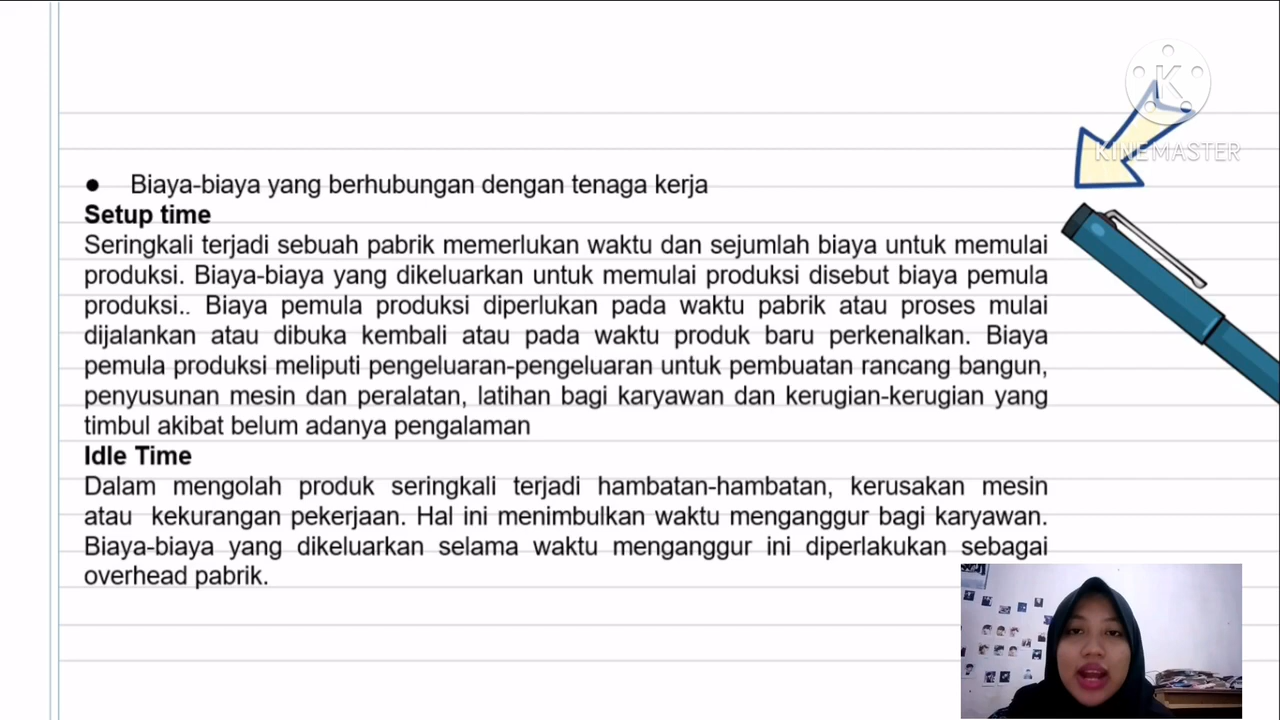 K
KINEMASTER
● Biaya-biaya yang berhubungan dengan tenaga kerja
Setup time
Seringkali terjadi sebuah pabrik memerlukan waktu dan sejumlah biaya untuk memulai
produksi. Biaya-biaya yang dikeluarkan untuk memulai produksi disebut biaya pemula
produksi.. Biaya pemula produksi diperlukan pada waktu pabrik atau proses mulai
dijalankan atau dibuka kembali atau pada waktu produk baru perkenalkan. Biaya
pemula produksi meliputi pengeluaran-pengeluaran untuk pembuatan rancang bangun,
penyusunan mesin dan peralatan, latihan bagi karyawan dan kerugian-kerugian yang
timbul akibat belum adanya pengalaman
Idle Time
Dalam mengolah produk seringkali terjadi hambatan-hambatan, kerusakan mesin
atau kekurangan pekerjaan. Hal ini menimbulkan waktu menganggur bagi karyawan.
Biaya-biaya yang dikeluarkan selama waktu menganggur ini diperlakukan sebagai
overhead pabrik.